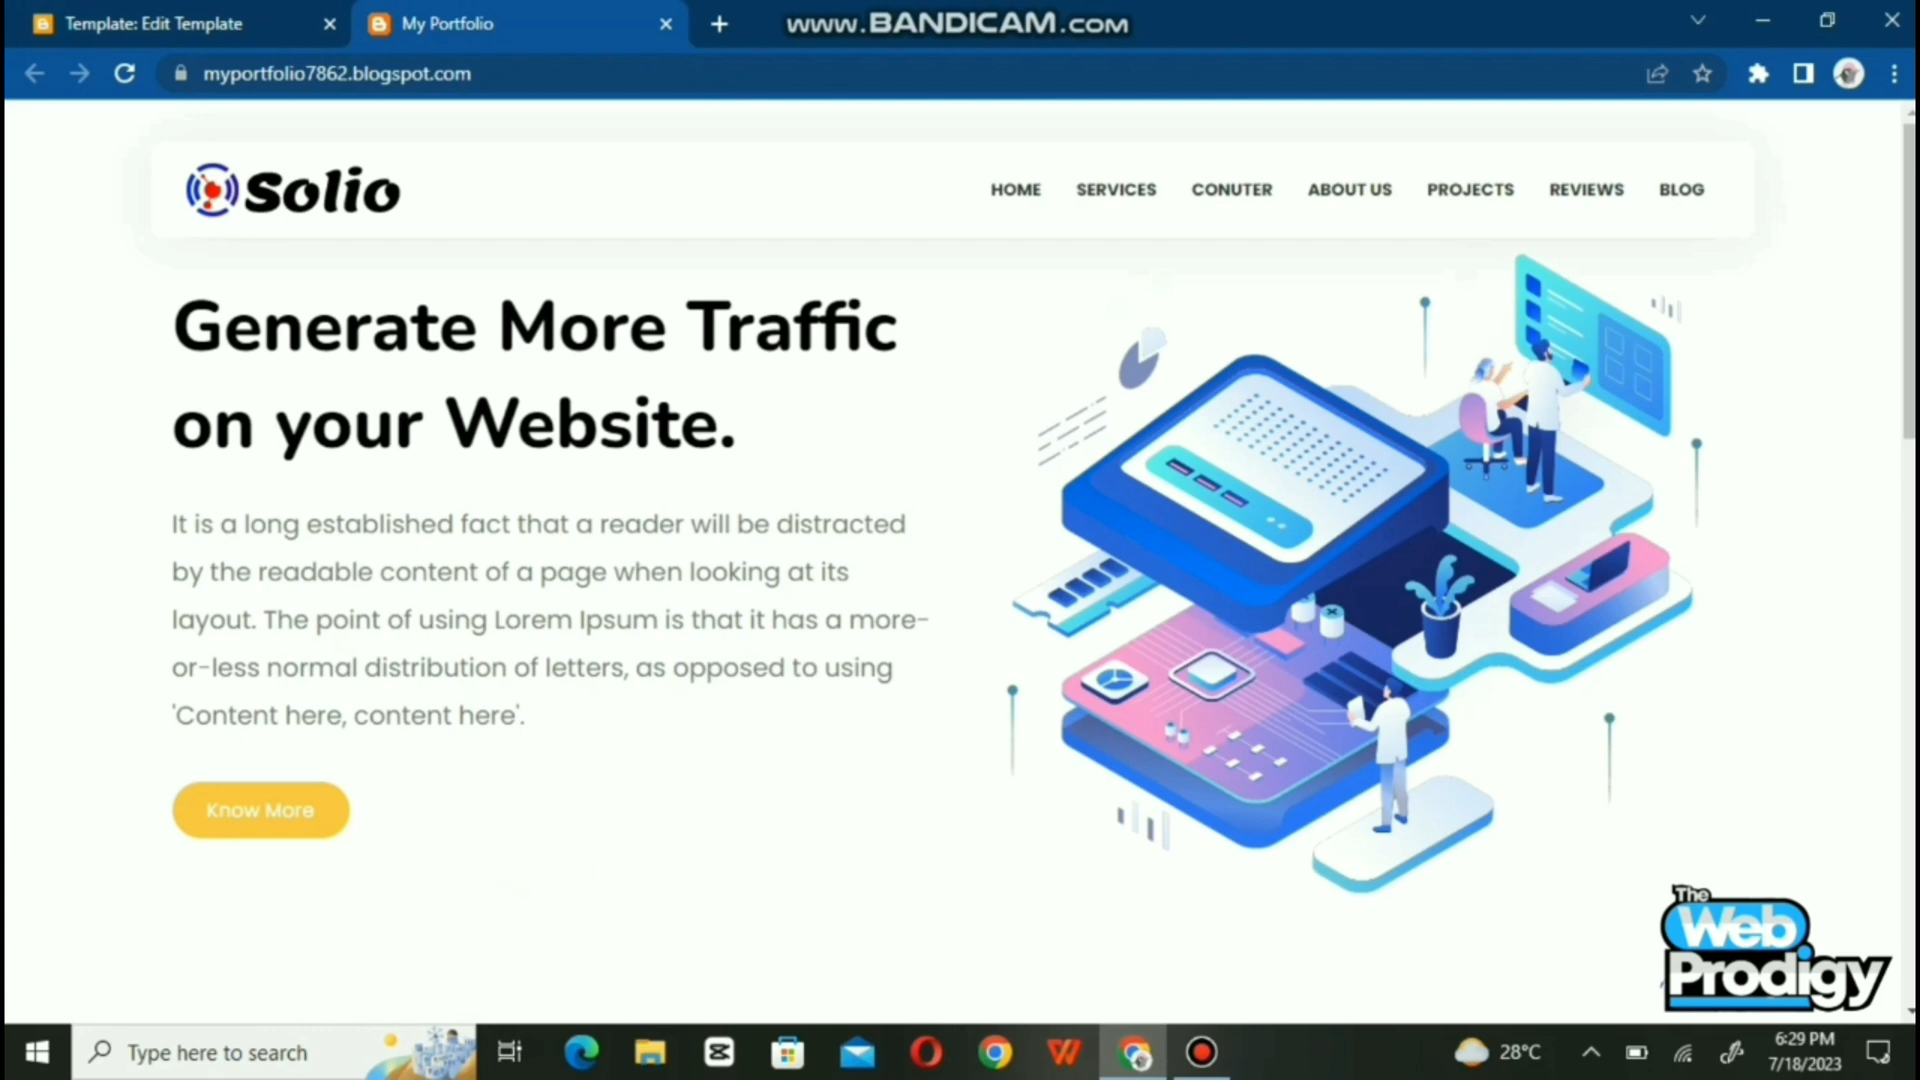 Template: Edit Template
My Portfolio
www.BANDICAM.com
myportfolio7862.blogspot.com
Solio
HOME
SERVICES
CONUTER
ABOUT US
PROJECTS
REVIEWS
BLOG
Generate More Traffic
on your Website.
It is a long established fact that a reader will be distracted
by the readable content of a page when looking at its
layout. The point of using Lorem Ipsum is that it has a more-
or-less normal distribution of letters, as opposed to using
'Content here, content here'.
Know More
The
Web
Prodigy
Type here to search
28°C
6:29 PM
7/18/2023